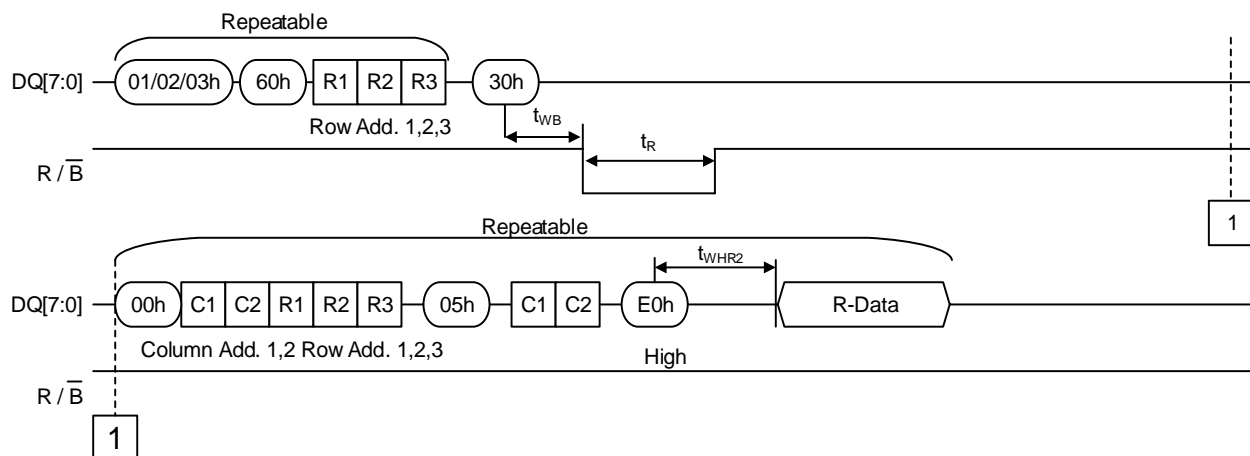 Repeatable
DQ[7:0] 01/02/03h 60h R1 R2 R3 30h
Row Add. 1,2,3 tWB
tR
R / B̅
1
Repeatable
tWHR2
DQ[7:0] 00h C1 C2 R1 R2 R3 05h C1 C2 E0h R-Data
Column Add. 1,2 Row Add. 1,2,3 High
R / B̅
1